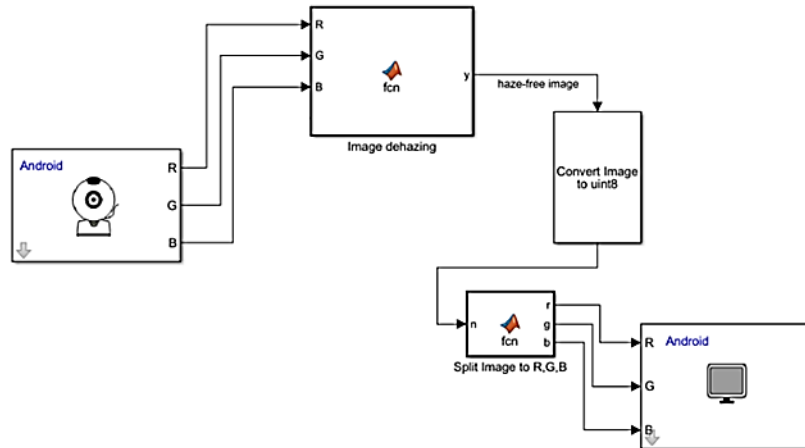 Android
R
G
B
R
G
B
fcn
y
Image dehazing
haze-free image
Convert Image
to uint8
n
fcn
r
g
b
Split Image to R,G,B
R
G
B
Android